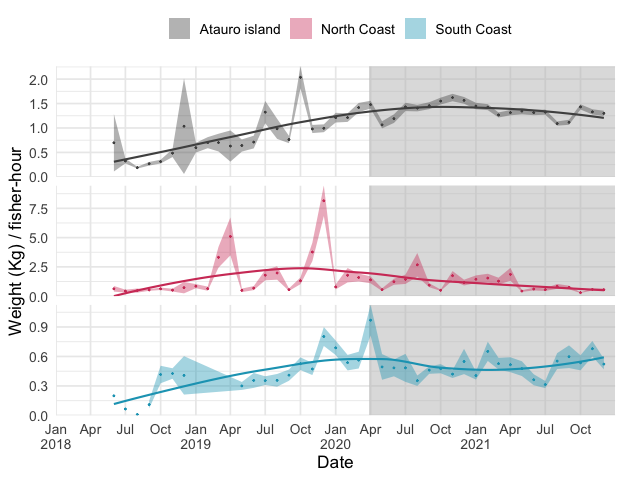 Ataruo island North Coast South Coast
Weight (Kg) / fisher-hour
2.0
1.5
1.0
0.5
0.0
7.5
5.0
2.5
0.0
0.9
0.6
0.3
0.0
Jan Apr Jul Oct Jan Apr Jul Oct Jan Apr Jul Oct Jan Apr Jul Oct
2018 2019 2020 2021
Date